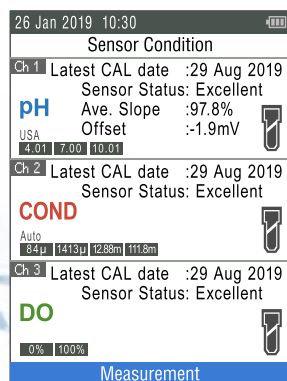 26 Jan 2019 10:30
Sensor Condition
Ch 1 Latest CAL date :29 Aug 2019
Sensor Status: Excellent
pH Ave. Slope :97.8%
Offset :-1.9mV
USA
4.01 7.00 10.01
Ch 2 Latest CAL date :29 Aug 2019
Sensor Status: Excellent
COND
Auto
84µ 1413µ 12.88m 111.8m
Ch 3 Latest CAL date :29 Aug 2019
Sensor Status: Excellent
DO
0% 100%
Measurement